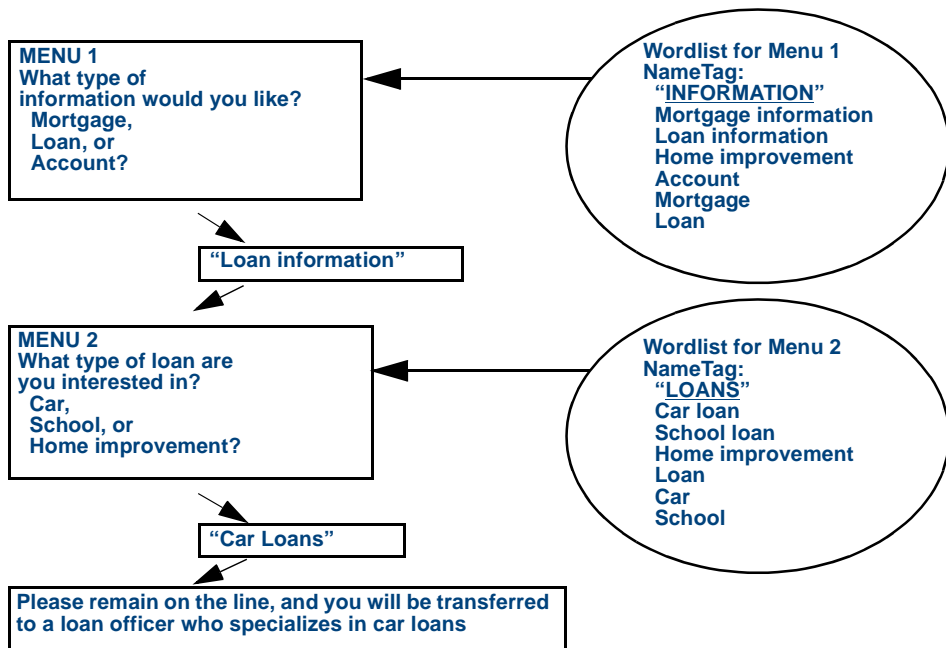 MENU 1
What type of
information would you like?
Mortgage,
Loan, or
Account?
Wordlist for Menu 1
NameTag:
“INFORMATION”
Mortgage information
Loan information
Home improvement
Account
Mortgage
Loan
“Loan information”
MENU 2
What type of loan are
you interested in?
Car,
School, or
Home improvement?
Wordlist for Menu 2
NameTag:
“LOANS”
Car loan
School loan
Home improvement
Loan
Car
School
“Car Loans”
Please remain on the line, and you will be transferred
to a loan officer who specializes in car loans